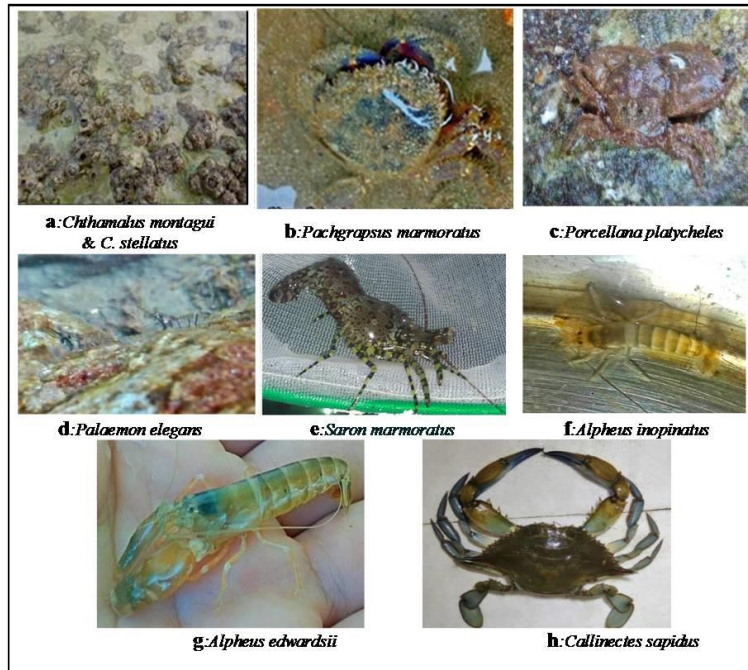 a:Chthamalus montagui
& C. stellatus
b:Pachgrapsus marmoratus
c:Porcellana platycheles
d:Palaemon elegans
e:Saron marmoratus
f:Alpheus inopinatus
g:Alpheus edwardsii
h:Callinectes sapidus